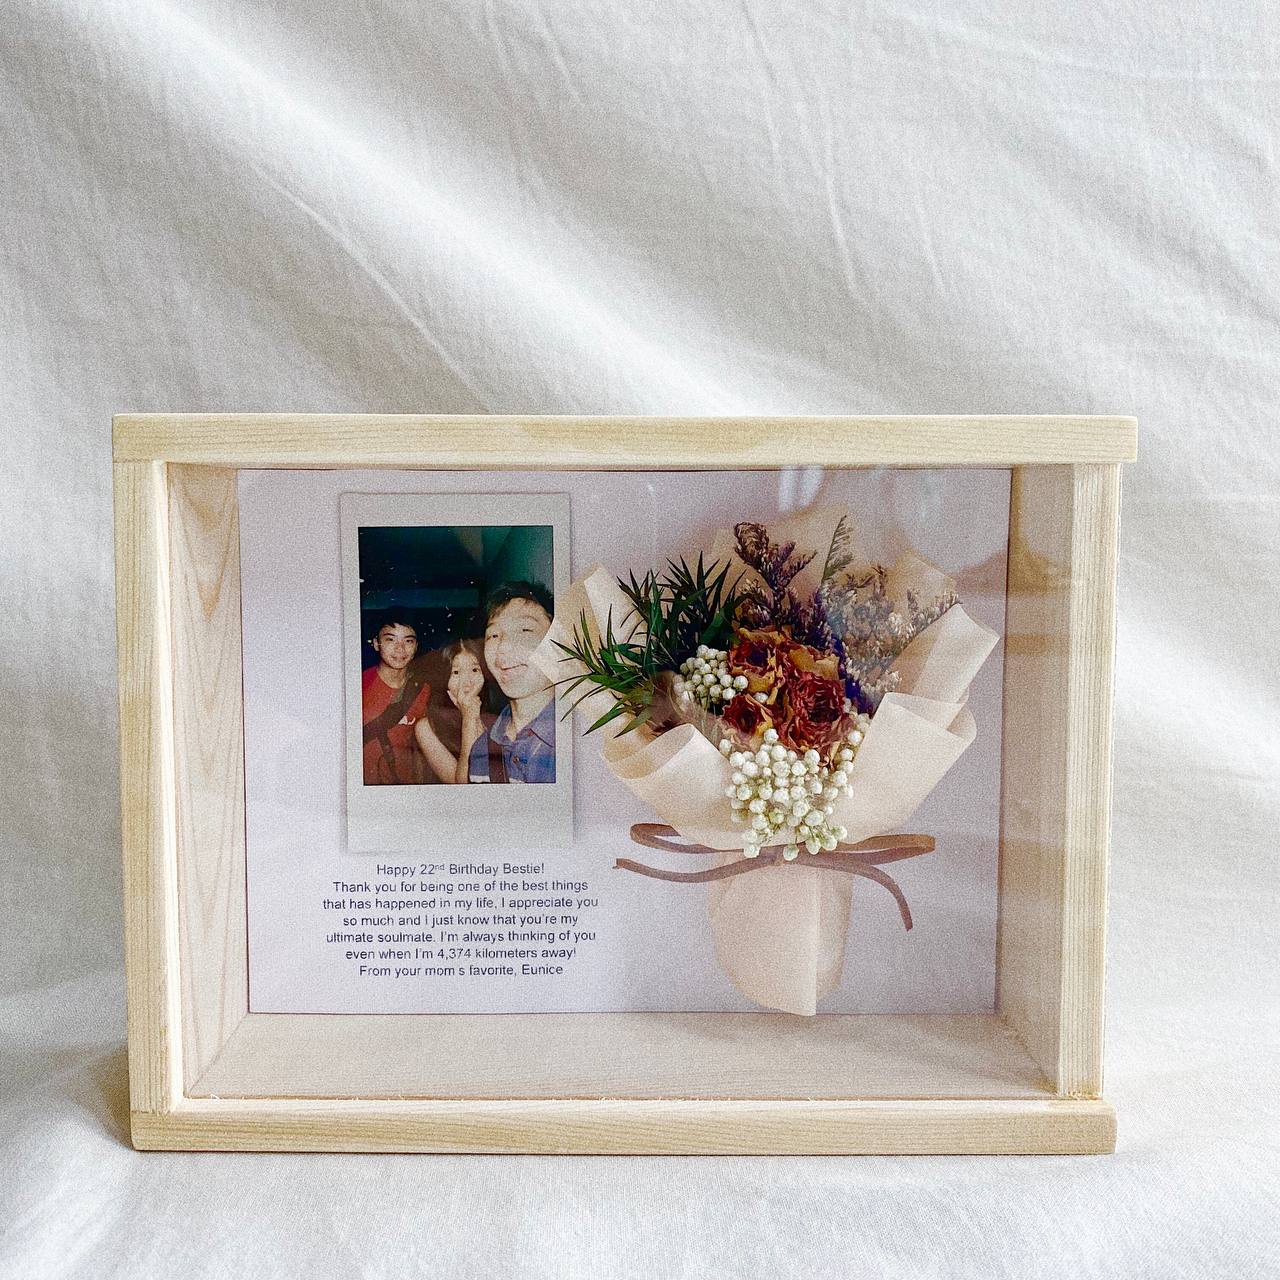 Happy 22nd Birthday Bestie!
Thank you for being one of the best things
that has happened in my life, I appreciate you
so much and I just know that you're my
ultimate soulmate. I'm always thinking of you
even when I'm 4,374 kilometers away!
From your mom's favorite, Eunice